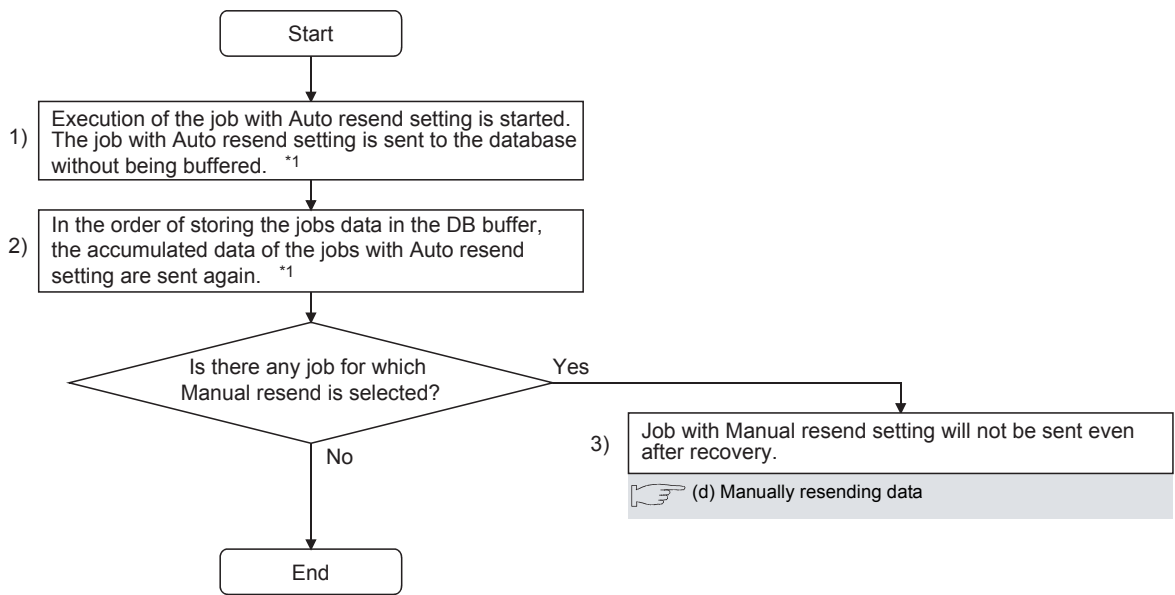 Start
1)
Execution of the job with Auto resend setting is started.
The job with Auto resend setting is sent to the database
without being buffered. *1
2)
In the order of storing the jobs data in the DB buffer,
the accumulated data of the jobs with Auto resend
setting are sent again. *1
Is there any job for which
Manual resend is selected?
Yes
3)
Job with Manual resend setting will not be sent even
after recovery.
(d) Manually resending data
No
End